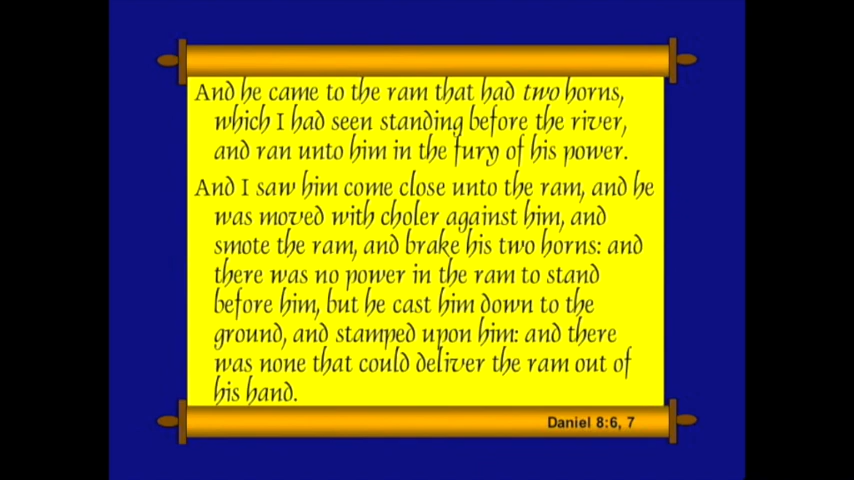 And he came to the ram that had two horns,
which I had seen standing before the river,
and ran unto him in the fury of his power.
And I saw him come close unto the ram, and he
was moved with choler against him, and
smote the ram, and brake his two horns: and
there was no power in the ram to stand
before him, but he cast him down to the
ground, and stamped upon him: and there
was none that could deliver the ram out of
his hand.
Daniel 8:6, 7